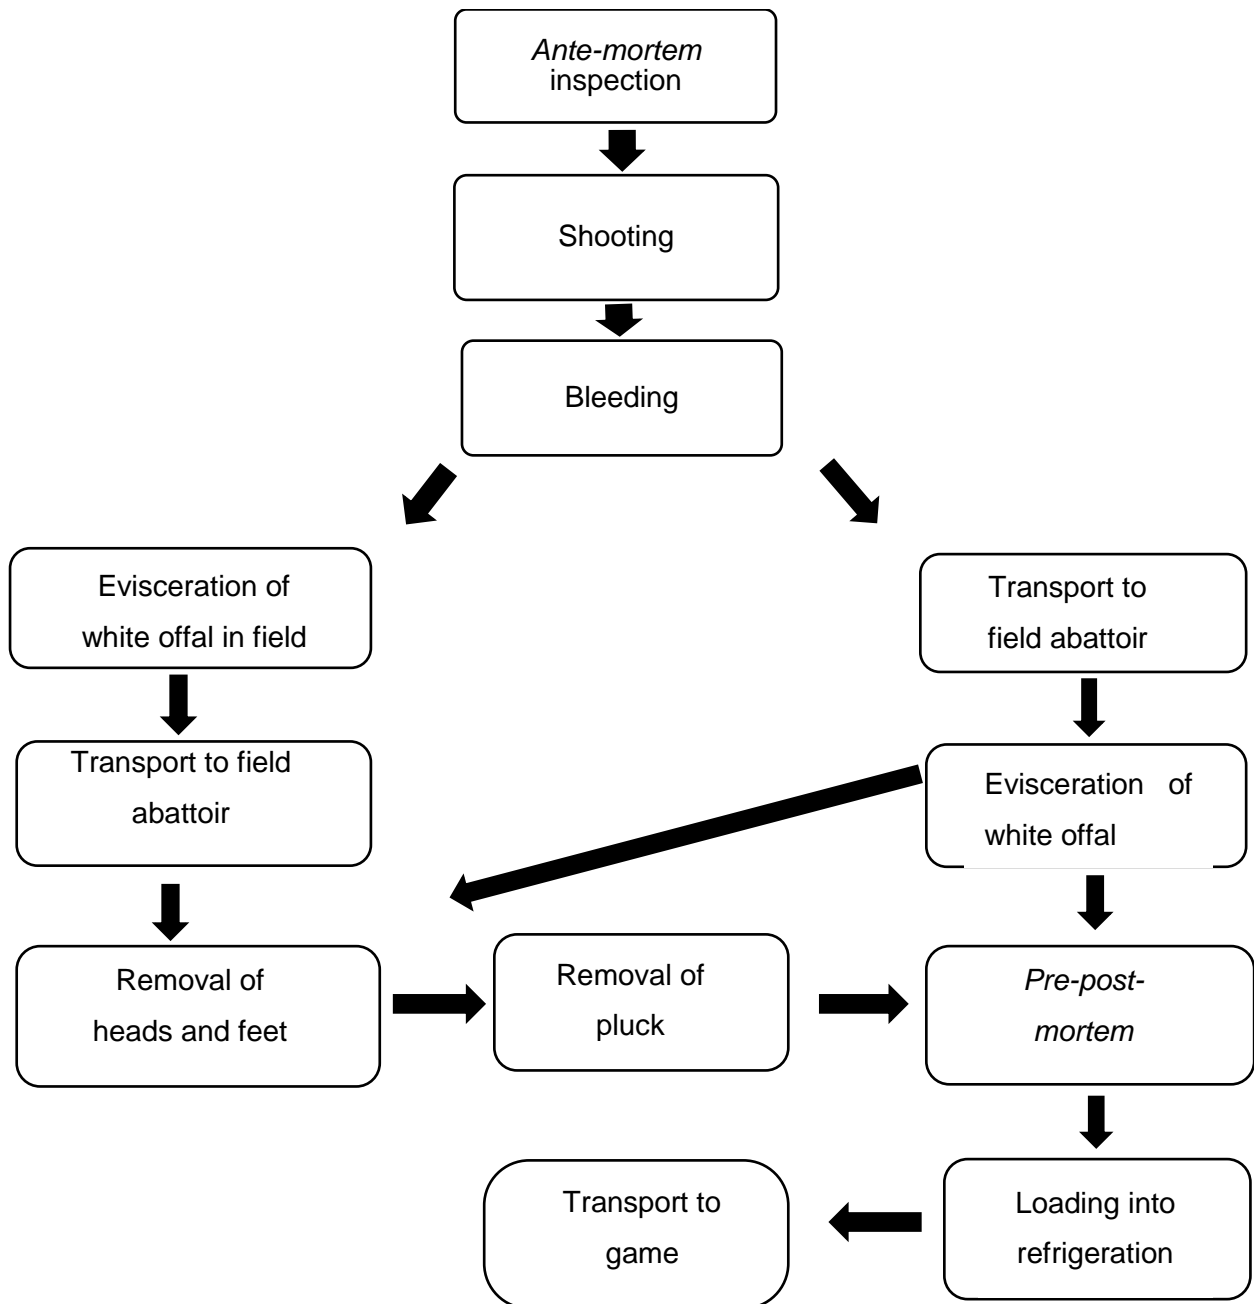 Ante-mortem
inspection
Shooting
Bleeding
Evisceration of
white offal in field
Transport to
field abattoir
Transport to field
abattoir
Evisceration of
white offal
Removal of
heads and feet
Removal of
pluck
Pre-post-
mortem
Transport to
game
Loading into
refrigeration